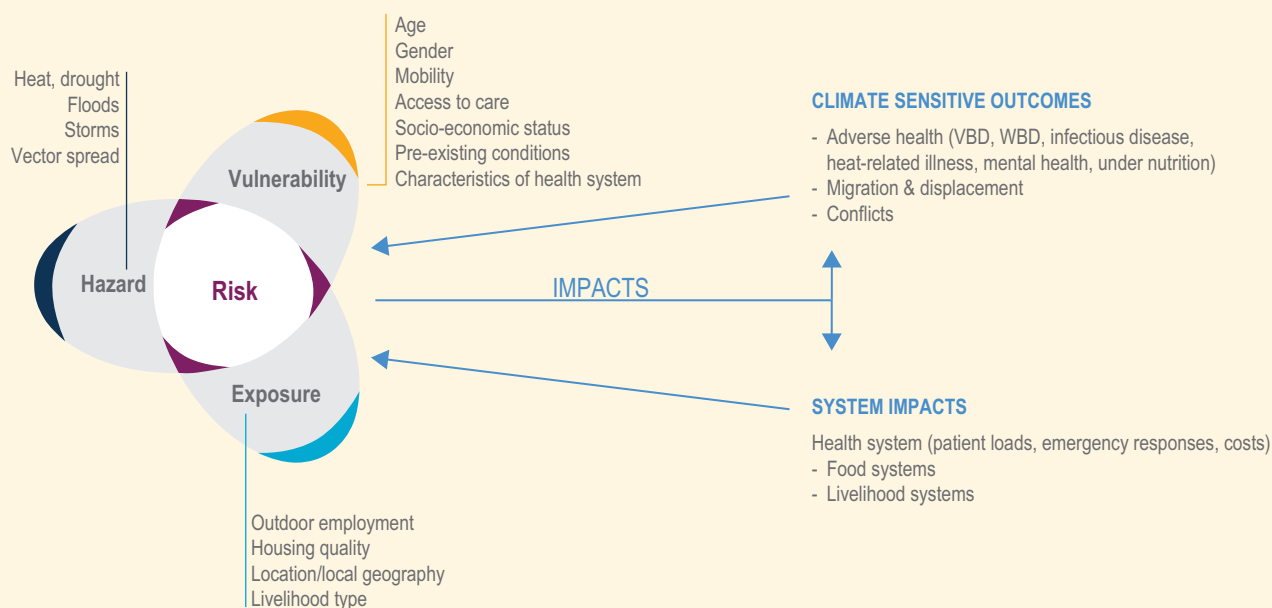 Age
Gender
Mobility
Access to care
Socio-economic status
Pre-existing conditions
Characteristics of health system
Heat, drought
Floods
Storms
Vector spread
Vulnerability
Hazard
Risk
Exposure
Outdoor employment
Housing quality
Location/local geography
Livelihood type
IMPACTS
CLIMATE SENSITIVE OUTCOMES
- Adverse health (VBD, WBD, infectious disease,
heat-related illness, mental health, under nutrition)
- Migration & displacement
- Conflicts
SYSTEM IMPACTS
Health system (patient loads, emergency responses, costs)
- Food systems
- Livelihood systems